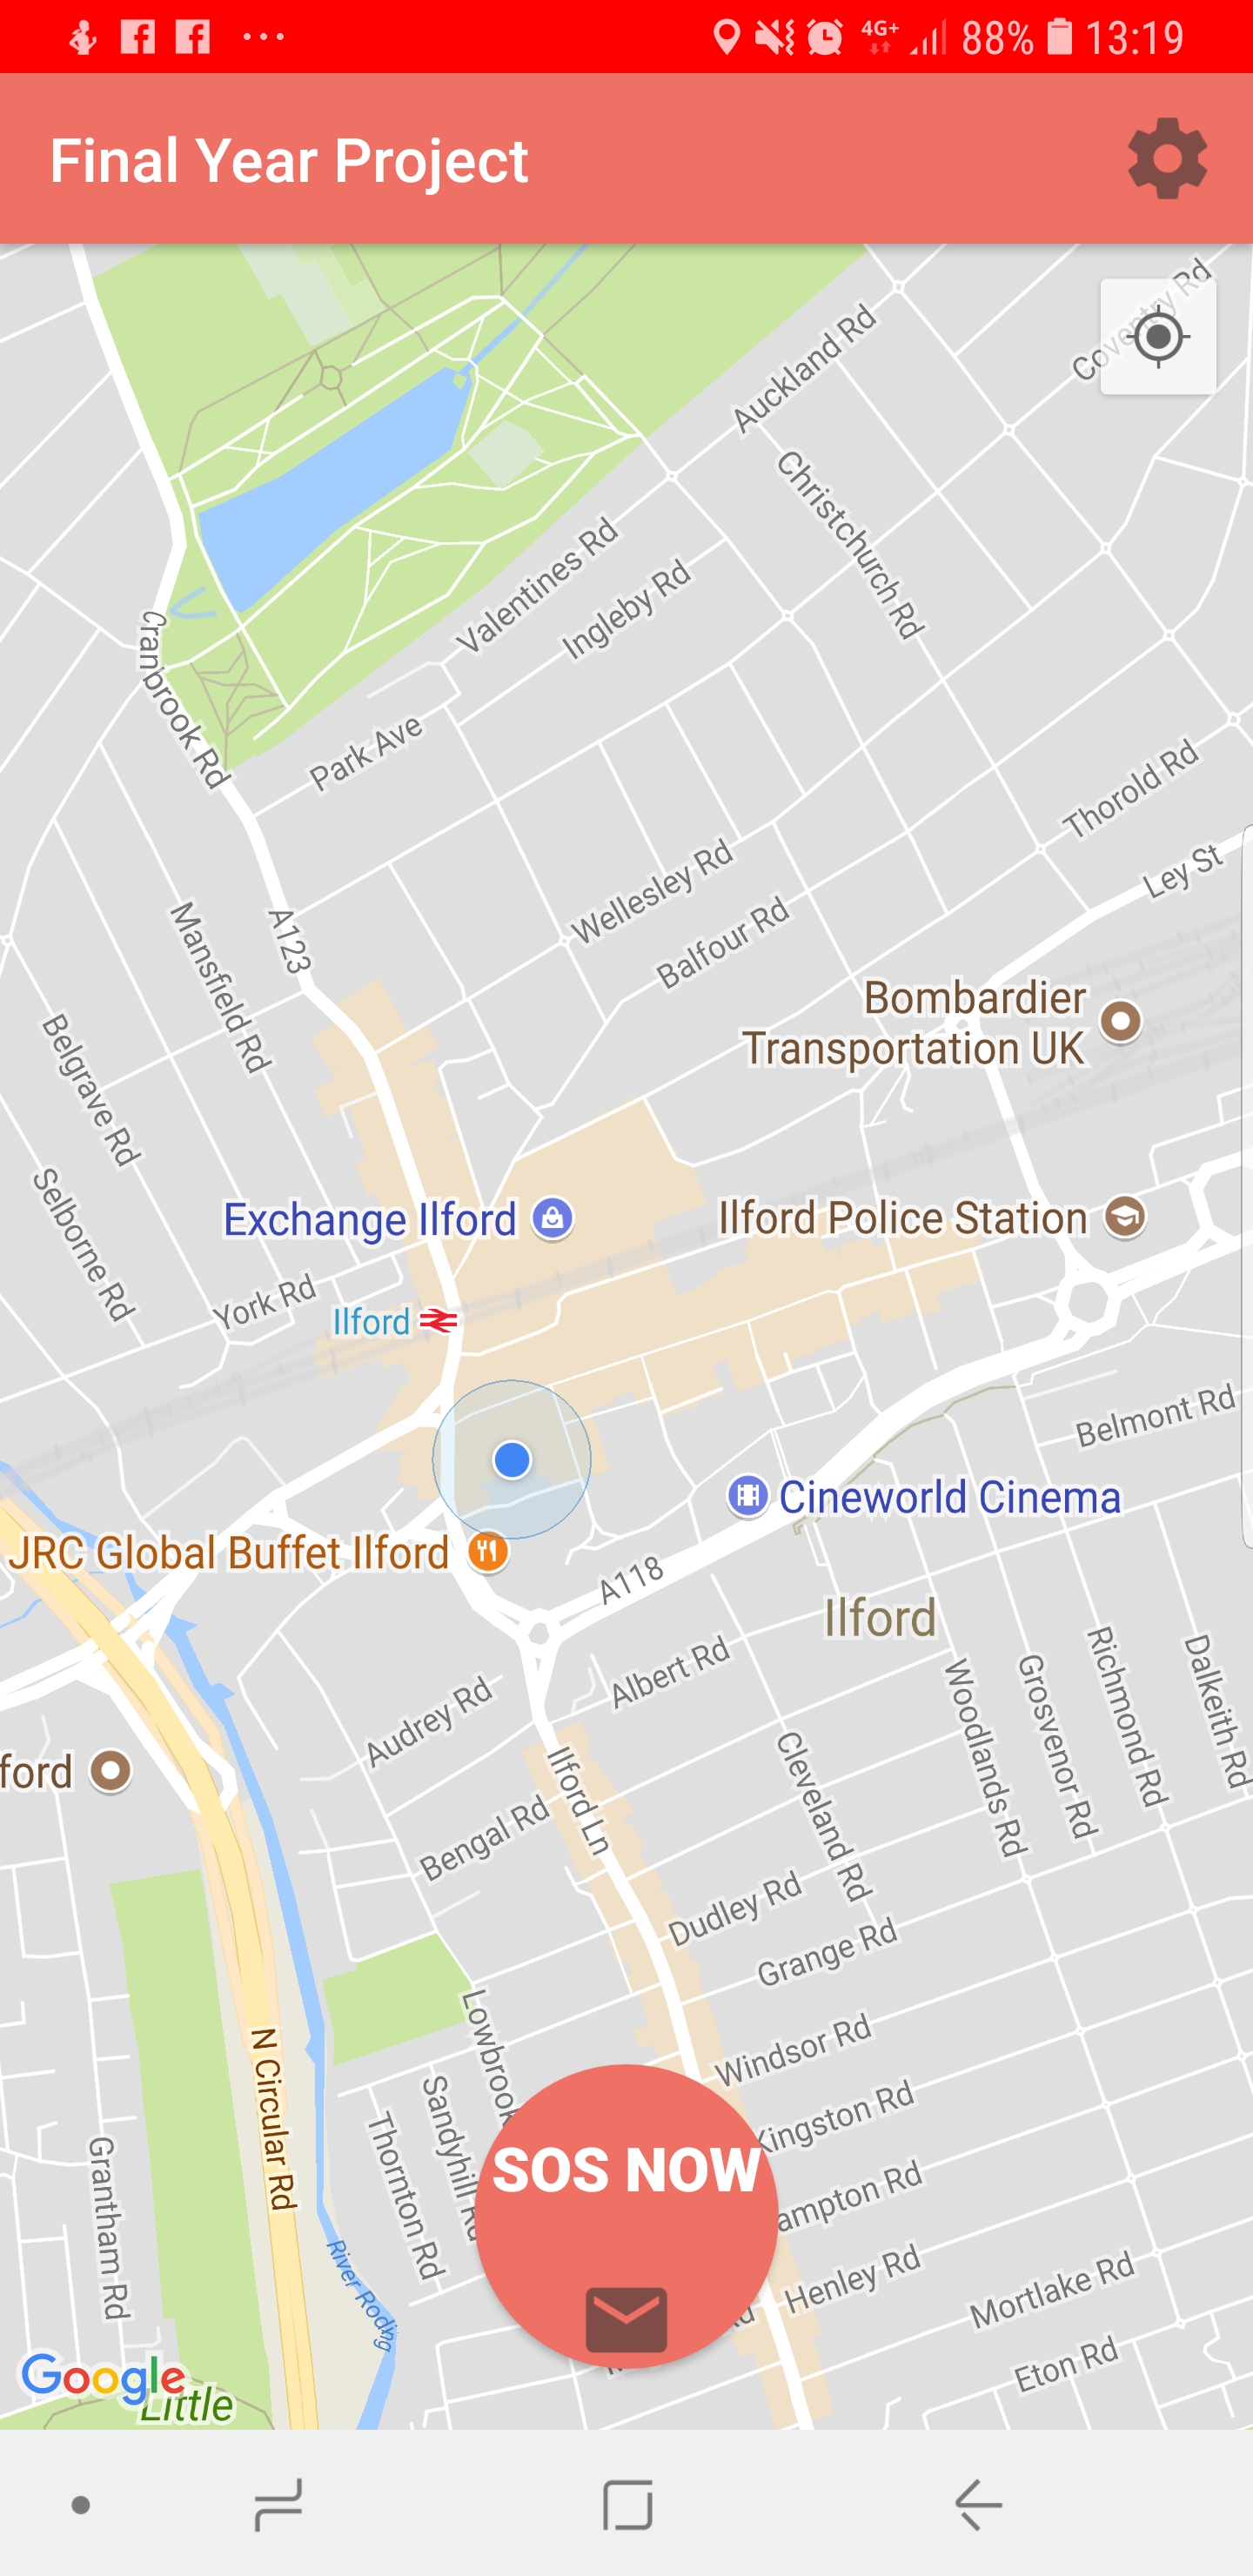 4G+ 88% 13:19
Final Year Project
Coventry Rd
Auckland Rd
Christchurch Rd
Valentines Rd
Ingleby Rd
Cranbrook Rd
Park Ave
Thorold Rd
Ley St
Wellesley Rd
Balfour Rd
A123
Mansfield Rd
Bombardier
Transportation UK
Belgrave Rd
Selborne Rd
Exchange Ilford
Ilford Police Station
York Rd
Ilford
Belmont Rd
Cineworld Cinema
JRC Global Buffet Ilford
A118
Ilford
Albert Rd
Audrey Rd
Woodlands Rd
Grosvenor Rd
Richmond Rd
Dalkeith Rd
ford
Ilford Ln
Cleveland Rd
Bengal Rd
Dudley Rd
Grange Rd
Lowbrook
N Circular Rd
Windsor Rd
Sandyhill Rd
Thornton Rd
Kingston Rd
SOS NOW
Grantham Rd
ampton Rd
River Roding
Henley Rd
Mortlake Rd
Eton Rd
Google
Little